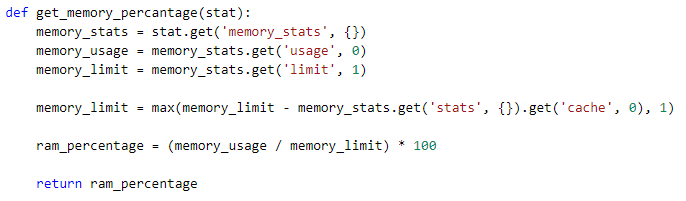 def get_memory_percantage(stat):
    memory_stats = stat.get('memory_stats', {})
    memory_usage = memory_stats.get('usage', 0)
    memory_limit = memory_stats.get('limit', 1)

    memory_limit = max(memory_limit - memory_stats.get('stats', {}).get('cache', 0), 1)

    ram_percentage = (memory_usage / memory_limit) * 100

    return ram_percentage